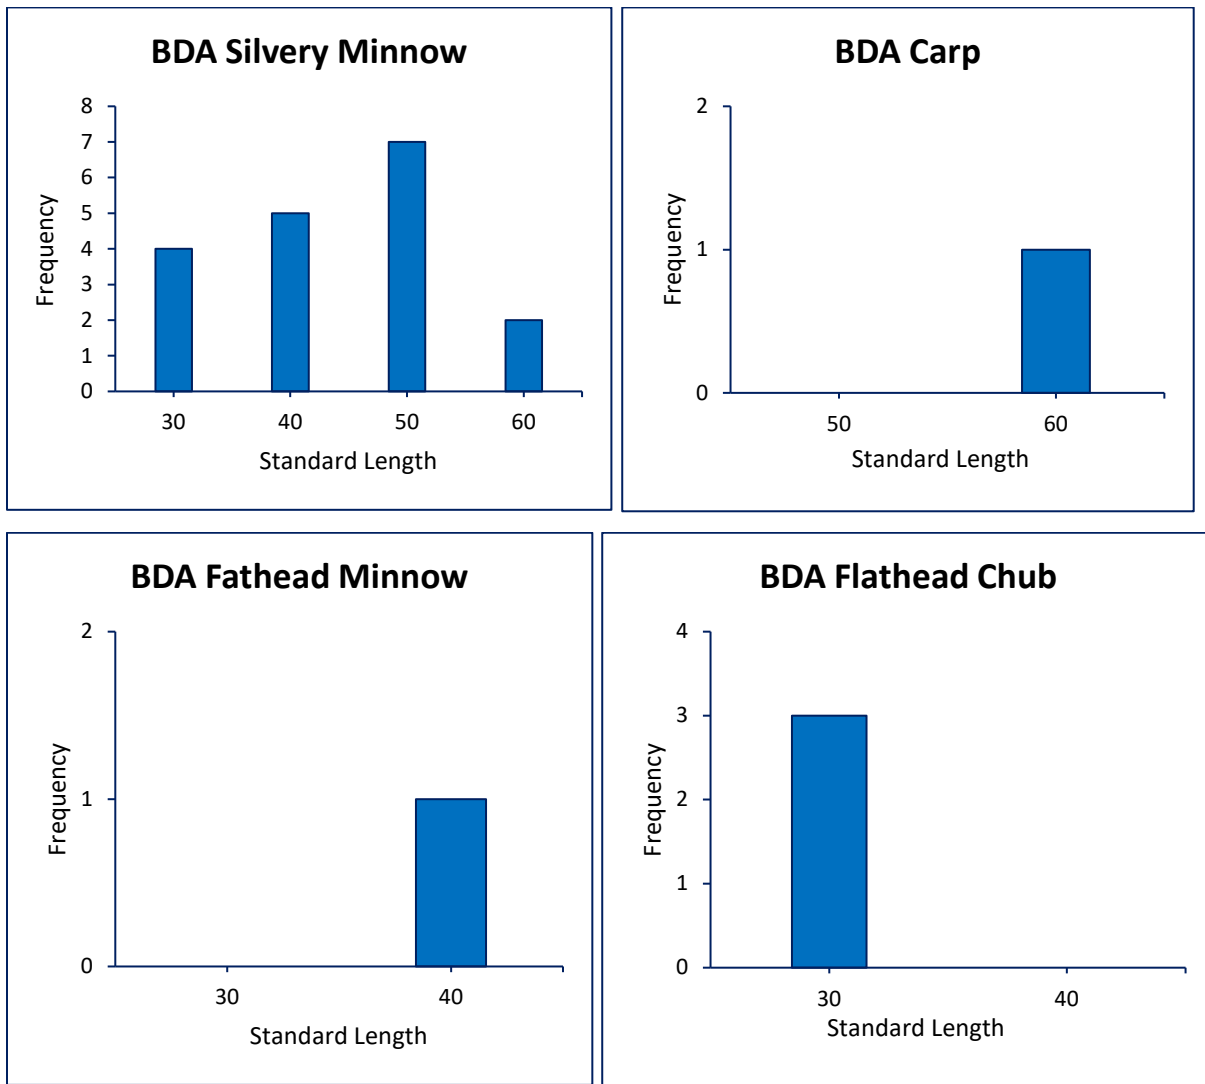 BDA Silvery Minnow
8
7
6
5
4
3
2
1
0
Frequency
30 40 50 60
Standard Length
BDA Carp
2
1
0
Frequency
50 60
Standard Length
BDA Fathead Minnow
2
1
0
Frequency
30 40
Standard Length
BDA Flathead Chub
4
3
2
1
0
Frequency
30 40
Standard Length